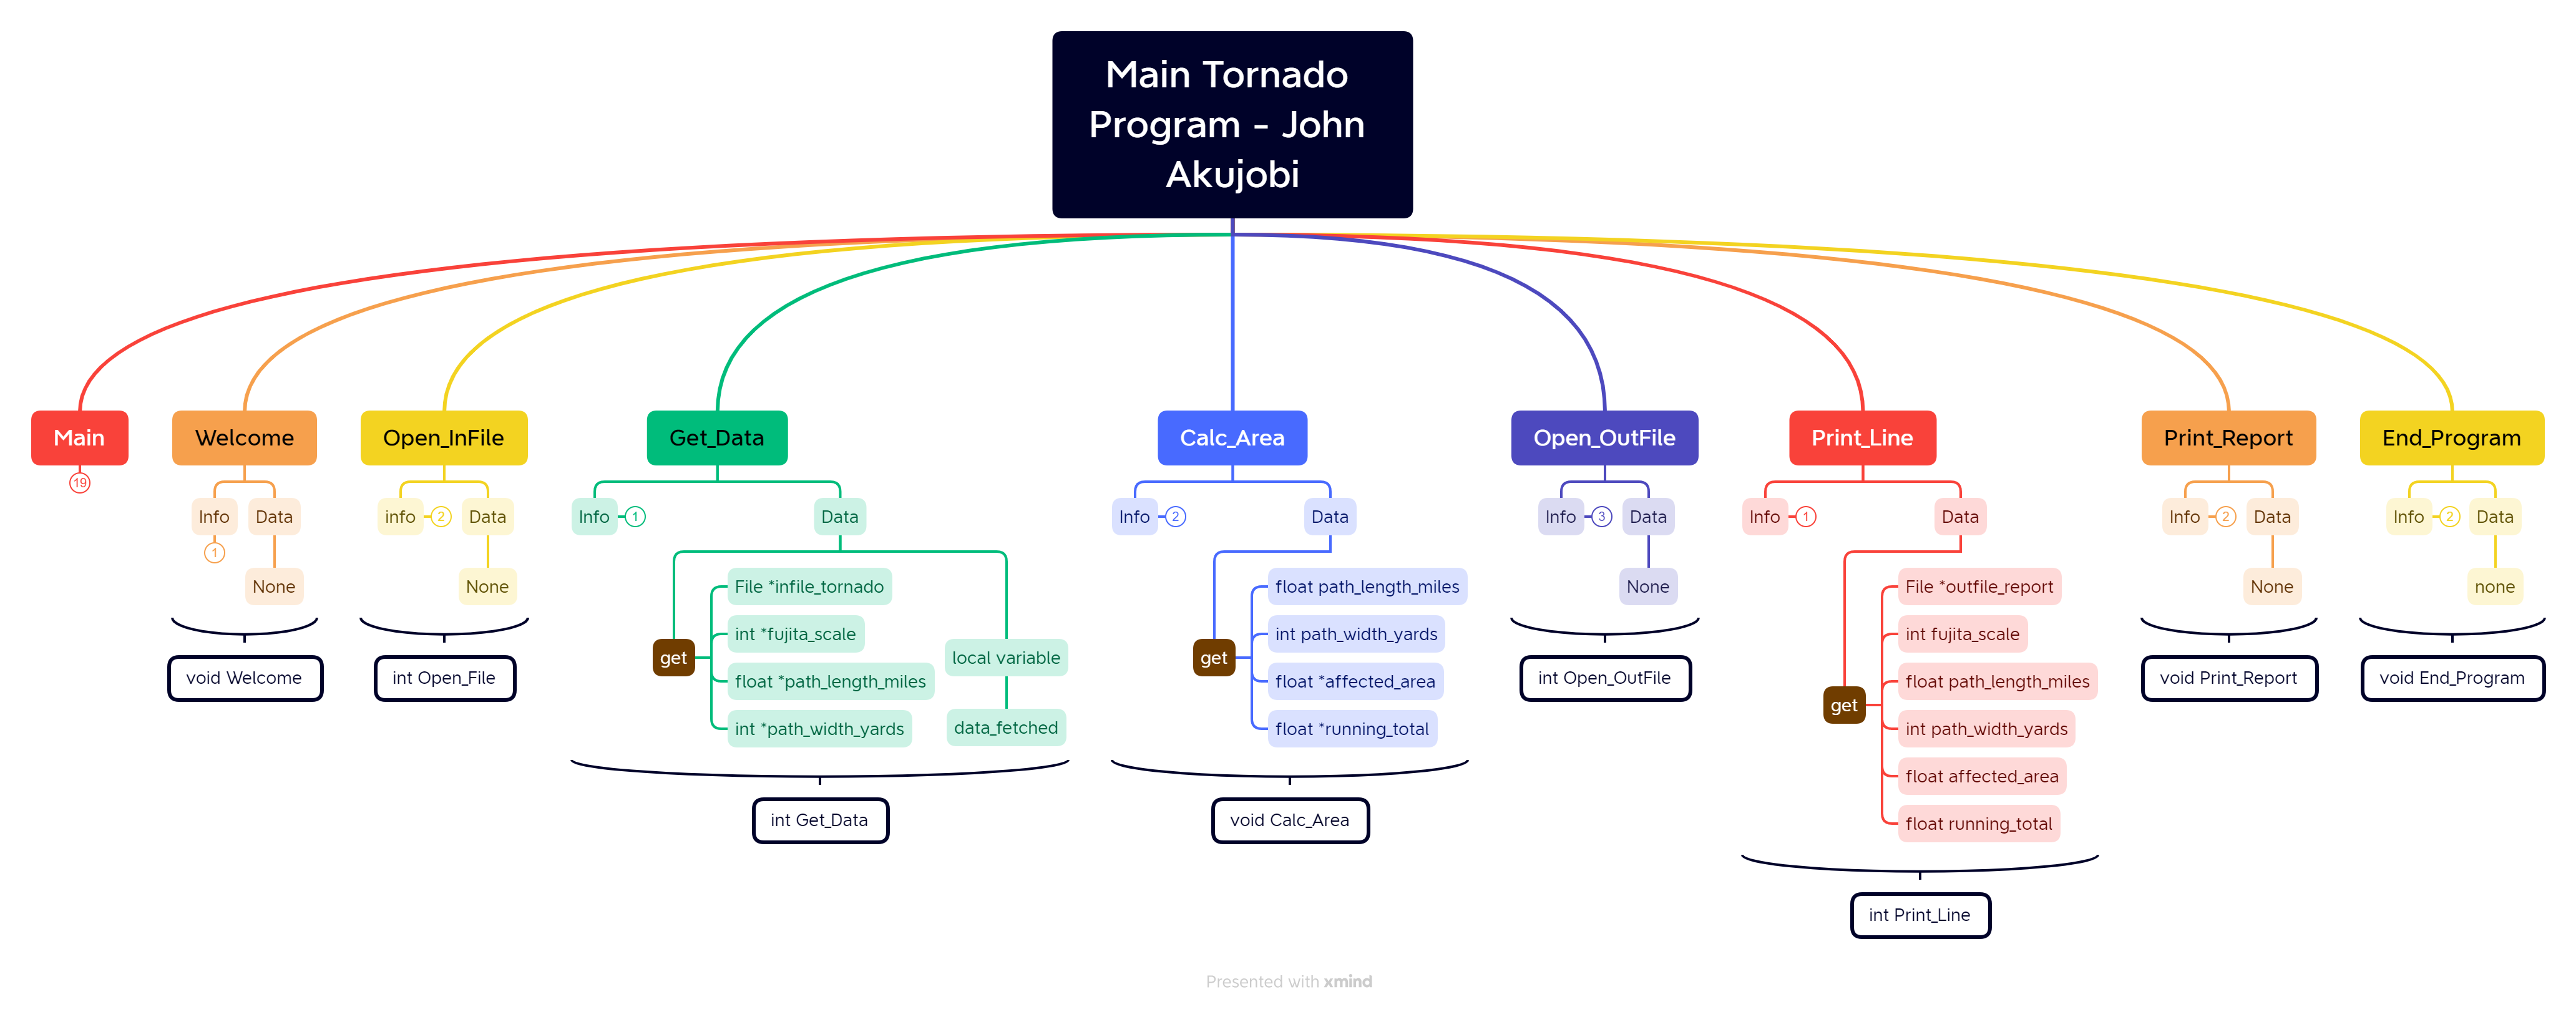 Main Tornado
Program - John
Akujobi
Main
Welcome
Open_InFile
Get_Data
Calc_Area
Open_OutFile
Print_Line
Print_Report
End_Program
19
Info
1
Data
None
void Welcome
info
2
Data
None
int Open_File
Info
1
Data
get
File *infile_tornado
int *fujita_scale
float *path_length_miles
int *path_width_yards
local variable
data_fetched
int Get_Data
Info
2
Data
get
float path_length_miles
int path_width_yards
float *affected_area
float *running_total
void Calc_Area
Info
3
Data
None
int Open_OutFile
Info
1
Data
get
File *outfile_report
int fujita_scale
float path_length_miles
int path_width_yards
float affected_area
float running_total
int Print_Line
Info
2
Data
None
void Print_Report
Info
2
Data
none
void End_Program
Presented with xmind